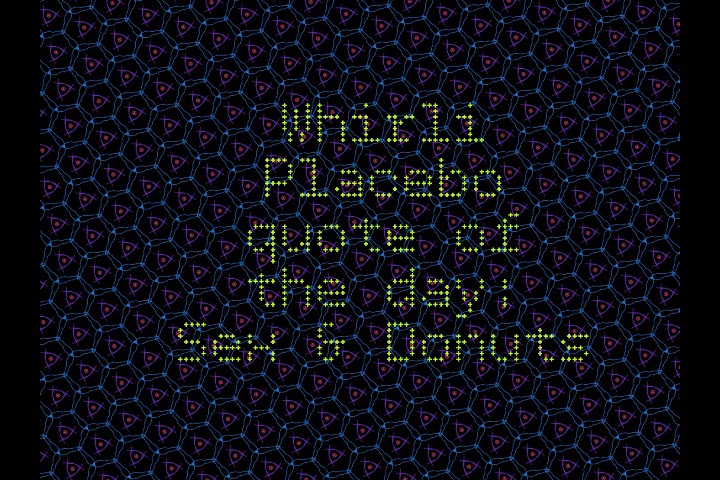 Whirli
Placebo
quote of
the day:
Sex & Donuts